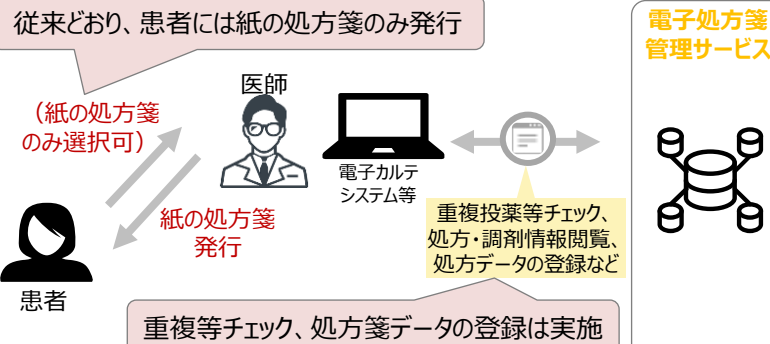 従来どおり、患者には紙の処方箋のみ発行
電子処方箋
管理サービス
医師
（紙の処方箋
のみ選択可）
電子カルテ
システム等
紙の処方箋
発行
重複投薬等チェック、
処方・調剤情報閲覧、
処方データの登録など
患者
重複等チェック、処方箋データの登録は実施